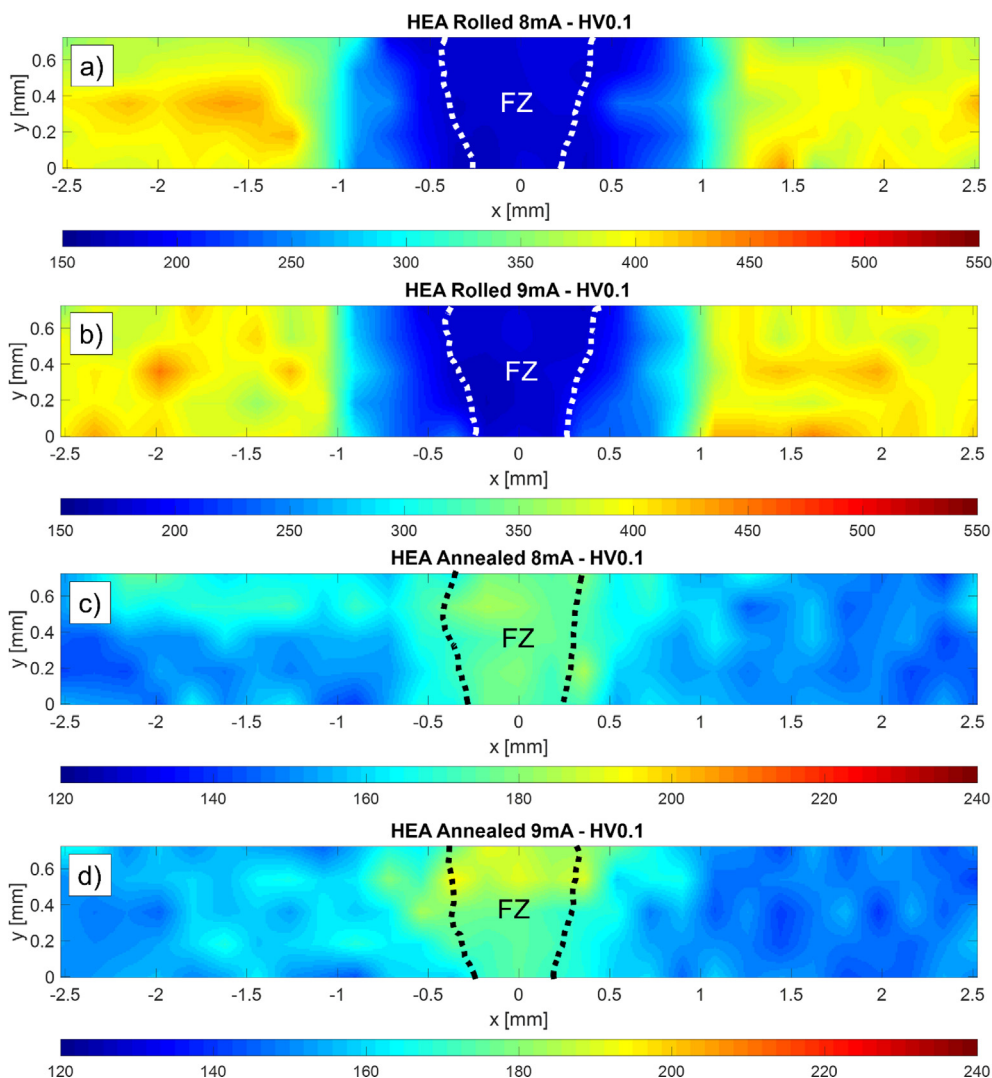 HEA Rolled 8mA - HV0.1
a)
FZ
y [mm]
0.6
0.4
0.2
0
-2.5 -2 -1.5 -1 -0.5 0 0.5 1 1.5 2 2.5
x [mm]
150 200 250 300 350 400 450 500 550
HEA Rolled 9mA - HV0.1
b)
FZ
y [mm]
0.6
0.4
0.2
0
-2.5 -2 -1.5 -1 -0.5 0 0.5 1 1.5 2 2.5
x [mm]
150 200 250 300 350 400 450 500 550
HEA Annealed 8mA - HV0.1
c)
FZ
y [mm]
0.6
0.4
0.2
0
-2.5 -2 -1.5 -1 -0.5 0 0.5 1 1.5 2 2.5
x [mm]
120 140 160 180 200 220 240
HEA Annealed 9mA - HV0.1
d)
FZ
y [mm]
0.6
0.4
0.2
0
-2.5 -2 -1.5 -1 -0.5 0 0.5 1 1.5 2 2.5
x [mm]
120 140 160 180 200 220 240